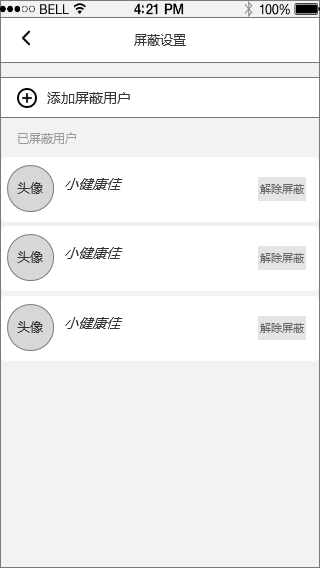 BELL 4:21 PM 100%
屏蔽设置
添加屏蔽用户
已屏蔽用户
头像 小健康佳 解除屏蔽
头像 小健康佳 解除屏蔽
头像 小健康佳 解除屏蔽